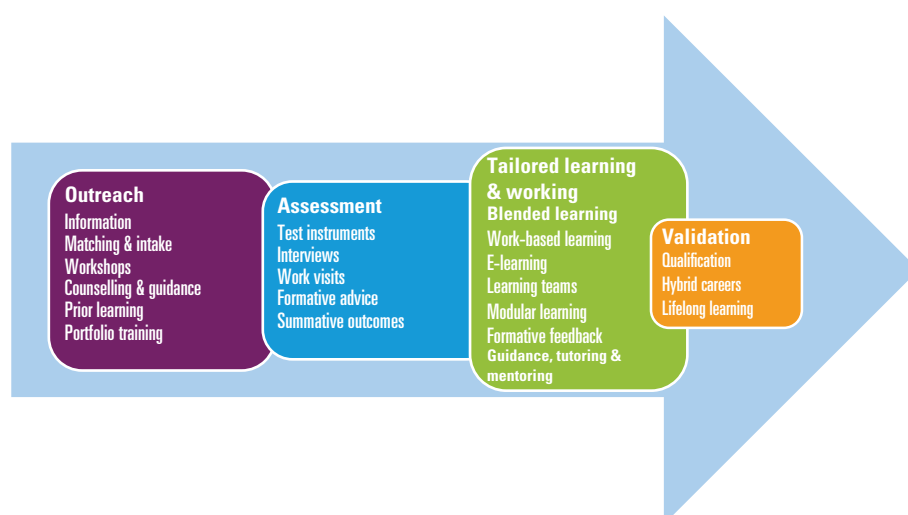 Outreach
Information
Matching & intake
Workshops
Counselling & guidance
Prior learning
Portfolio training
Assessment
Test instruments
Interviews
Work visits
Formative advice
Summative outcomes
Tailored learning
& working
Blended learning
Work-based learning
E-learning
Learning teams
Modular learning
Formative feedback
Guidance, tutoring &
mentoring
Validation
Qualification
Hybrid careers
Lifelong learning